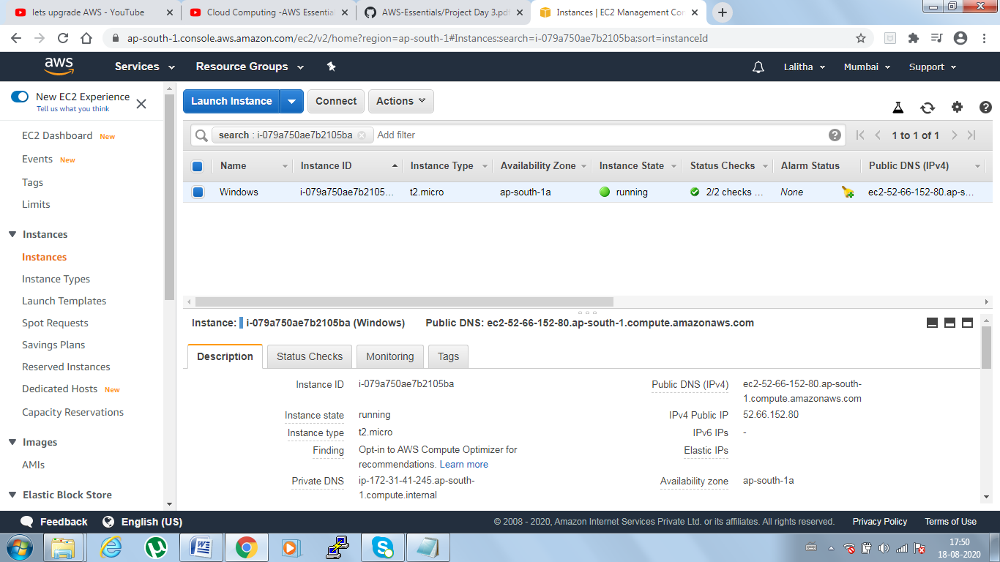 lets upgrade AWS - YouTube
Cloud Computing -AWS Essentia
AWS-Essentials/Project Day 3.pdf
Instances | EC2 Management Con
ap-south-1.console.aws.amazon.com/ec2/v2/home?region=ap-south-1#Instances:search=i-079a750ae7b2105ba;sort=instanceId
aws
Services
Resource Groups
Lalitha
Mumbai
Support
New EC2 Experience
Tell us what you think
EC2 Dashboard New
Events New
Tags
Limits
Instances
Instances
Instance Types
Launch Templates
Spot Requests
Savings Plans
Reserved Instances
Dedicated Hosts New
Capacity Reservations
Images
AMIs
Elastic Block Store
Launch Instance
Connect
Actions
search : i-079a750ae7b2105ba
Add filter
1 to 1 of 1
Name Instance ID Instance Type Availability Zone Instance State Status Checks Alarm Status Public DNS (IPv4)
Windows i-079a750ae7b2105... t2.micro ap-south-1a running 2/2 checks ... None ec2-52-66-152-80.ap-s...
Instance: i-079a750ae7b2105ba (Windows) Public DNS: ec2-52-66-152-80.ap-south-1.compute.amazonaws.com
Description
Status Checks
Monitoring
Tags
Instance ID i-079a750ae7b2105ba
Instance state running
Instance type t2.micro
Finding Opt-in to AWS Compute Optimizer for
recommendations. Learn more
Private DNS ip-172-31-41-245.ap-south-
1.compute.internal
Public DNS (IPv4) ec2-52-66-152-80.ap-south-
1.compute.amazonaws.com
IPv4 Public IP 52.66.152.80
IPv6 IPs -
Elastic IPs
Availability zone ap-south-1a
Feedback
English (US)
© 2008 - 2020, Amazon Internet Services Private Ltd. or its affiliates. All rights reserved.
Privacy Policy
Terms of Use
17:50
18-08-2020